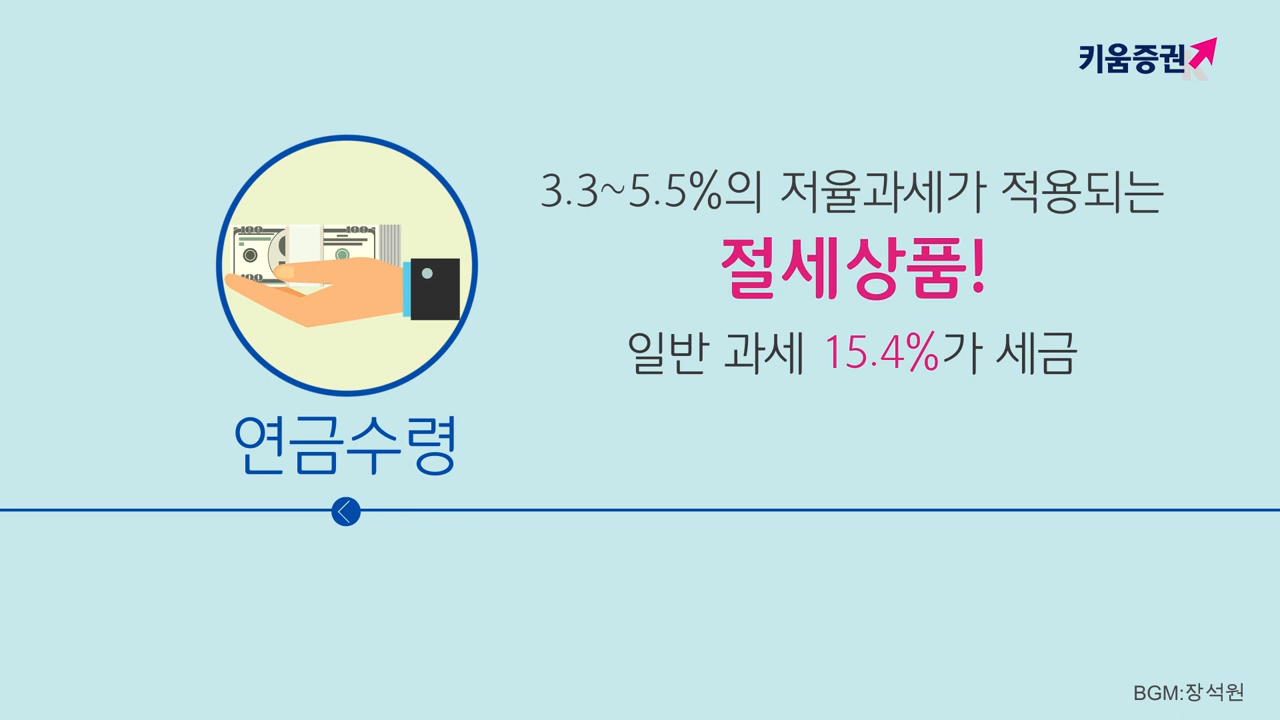 키움증권
3.3~5.5%의 저율과세가 적용되는
절세상품!
일반 과세 15.4%가 세금
연금수령
BGM:장석원